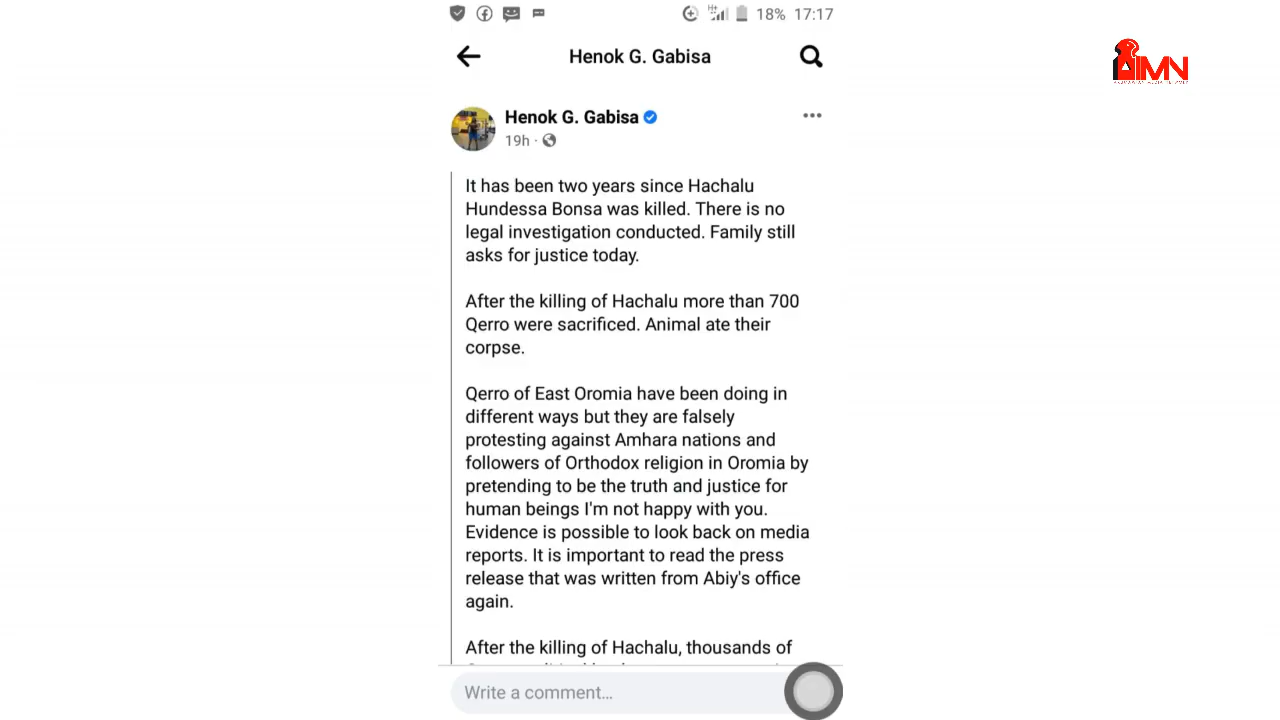 18% 17:17
Henok G. Gabisa
IMN
Henok G. Gabisa
19h ·
It has been two years since Hachalu
Hundessa Bonsa was killed. There is no
legal investigation conducted. Family still
asks for justice today.
After the killing of Hachalu more than 700
Qerro were sacrificed. Animal ate their
corpse.
Qerro of East Oromia have been doing in
different ways but they are falsely
protesting against Amhara nations and
followers of Orthodox religion in Oromia by
pretending to be the truth and justice for
human beings I'm not happy with you.
Evidence is possible to look back on media
reports. It is important to read the press
release that was written from Abiy's office
again.
After the killing of Hachalu, thousands of
Write a comment...